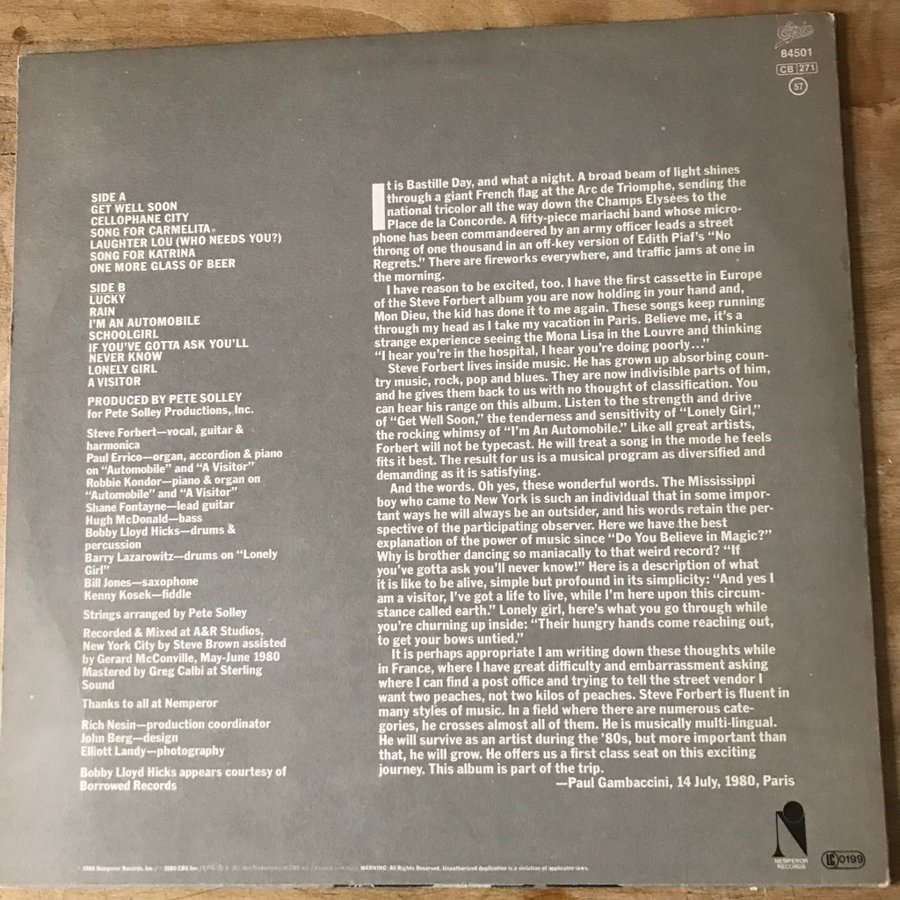 Epic
84501
CB 271
ST
SIDE A
GET WELL SOON
CELLOPHANE CITY
SONG FOR CARMELITA
LAUGHTER LOU (WHO NEEDS YOU?)
SONG FOR KATRINA
ONE MORE GLASS OF BEER
SIDE B
LUCKY
RAIN
I'M AN AUTOMOBILE
SCHOOLGIRL
IF YOU'VE GOTTA ASK YOU'LL
NEVER KNOW
LONELY GIRL
A VISITOR
PRODUCED BY PETE SOLLEY
for Pete Solley Productions, Inc.
Steve Forbert—vocal, guitar &
harmonica
Paul Errico—organ, accordion & piano
on "Automobile" and "A Visitor"
Robbie Kondor—piano & organ on
"Automobile" and "A Visitor"
Shane Fontayne—lead guitar
Hugh McDonald—bass
Bobby Lloyd Hicks—drums &
percussion
Barry Lazarowitz—drums on "Lonely
Girl"
Bill Jones—saxophone
Kenny Kosek—fiddle
Strings arranged by Pete Solley
Recorded & Mixed at A&R Studios,
New York City by Steve Brown assisted
by Gerard McConville, May-June 1980
Mastered by Greg Calbi at Sterling
Sound
Thanks to all at Nemperor
Rich Nesin—production coordinator
John Berg—design
Elliott Landy—photography
Bobby Lloyd Hicks appears courtesy of
Borrowed Records
It is Bastille Day, and what a night. A broad beam of light shines
through a giant French flag at the Arc de Triomphe, sending the
national tricolor all the way down the Champs Elysées to the
Place de la Concorde. A fifty-piece mariachi band whose micro-
phone has been commandeered by an army officer leads a street
throng of one thousand in an off-key version of Edith Piaf's "No
Regrets." There are fireworks everywhere, and traffic jams at one in
the morning.
I have reason to be excited, too. I have the first cassette in Europe
of the Steve Forbert album you are now holding in your hand and,
Mon Dieu, the kid has done it to me again. These songs keep running
through my head as I take my vacation in Paris. Believe me, it's a
strange experience seeing the Mona Lisa in the Louvre and thinking
"I hear you're in the hospital, I hear you're doing poorly..."
Steve Forbert lives inside music. He has grown up absorbing coun-
try music, rock, pop and blues. They are now indivisible parts of him,
and he gives them back to us with no thought of classification. You
can hear his range on this album. Listen to the strength and drive
of "Get Well Soon," the tenderness and sensitivity of "Lonely Girl,"
the rocking whimsy of "I'm An Automobile." Like all great artists,
Forbert will not be typecast. He will treat a song in the mode he feels
fits it best. The result for us is a musical program as diversified and
demanding as it is satisfying.
And the words. Oh yes, these wonderful words. The Mississippi
boy who came to New York is such an individual that in some impor-
tant ways he will always be an outsider, and his words retain the per-
spective of the participating observer. Here we have the best
explanation of the power of music since "Do You Believe in Magic?"
Why is brother dancing so maniacally to that weird record? "If
you've gotta ask you'll never know!" Here is a description of what
it is like to be alive, simple but profound in its simplicity: "And yes I
am a visitor, I've got a life to live, while I'm here upon this circum-
stance called earth." Lonely girl, here's what you go through while
you're churning up inside: "Their hungry hands come reaching out,
to get your bows untied."
It is perhaps appropriate I am writing down these thoughts while
in France, where I have great difficulty and embarrassment asking
where I can find a post office and trying to tell the street vendor I
want two peaches, not two kilos of peaches. Steve Forbert is fluent in
many styles of music. In a field where there are numerous cate-
gories, he crosses almost all of them. He is musically multi-lingual.
He will survive as an artist during the '80s, but more important than
that, he will grow. He offers us a first class seat on this exciting
journey. This album is part of the trip.
—Paul Gambaccini, 14 July, 1980, Paris
NEMPEROR
RECORDS
LC 0199
1980 Nemperor Records, Inc. / 1980 CBS Inc. WARNING: All Rights Reserved. Unauthorized duplication is a violation of applicable laws.